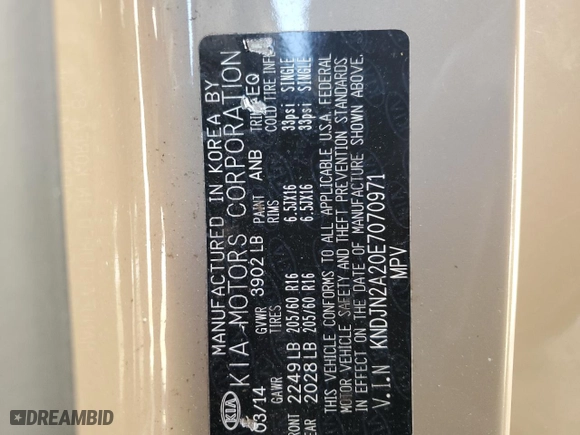 MANUFACTURED IN KOREA BY
KIA KIA MOTORS CORPORATION
03/14 GVWR 3902 LB PAINT ANB TRIM EQ
GAWR TIRES RIMS COLD TIRE INF.
FRONT 2249LB 205/60 R16 6.5JX16 33psi SINGLE
REAR 2028LB 205/60 R16 6.5JX16 33psi SINGLE
THIS VEHICLE CONFORMS TO ALL APPLICABLE U.S.A. FEDERAL
MOTOR VEHICLE SAFETY AND THEFT PREVENTION STANDARDS
IN EFFECT ON THE DATE OF MANUFACTURE SHOWN ABOVE.
V.I.N KNDJN2A20E7070971
MPV
DREAMBID